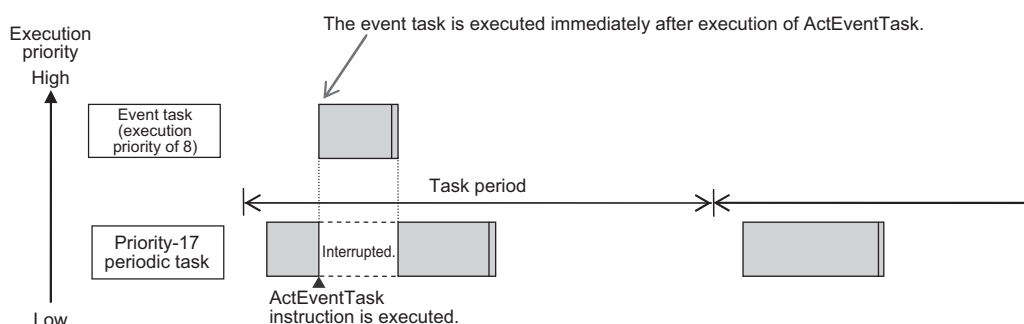 The event task is executed immediately after execution of ActEventTask.
Execution
priority
High
Event task
(execution
priority of 8)
Task period
Priority-17
periodic task
Interrupted.
ActEventTask
instruction is executed.
Low